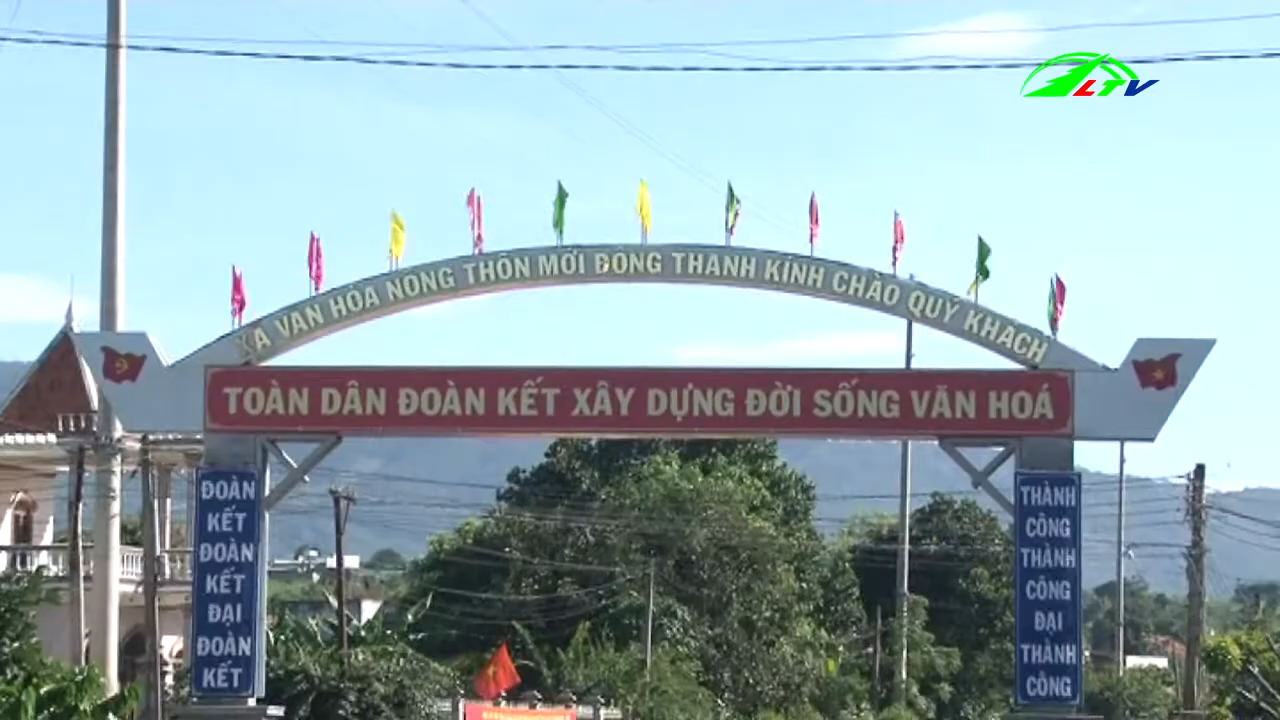 LTV
XÃ VĂN HOÁ NÔNG THÔN MỚI ĐÔNG THANH KÍNH CHÀO QUÝ KHÁCH
TOÀN DÂN ĐOÀN KẾT XÂY DỰNG ĐỜI SỐNG VĂN HOÁ
ĐOÀN
KẾT
ĐOÀN
KẾT
ĐẠI
ĐOÀN
KẾT
THÀNH
CÔNG
THÀNH
CÔNG
ĐẠI
THÀNH
CÔNG